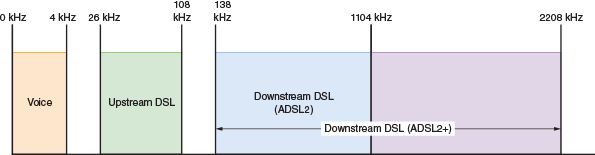 0 kHz
4 kHz
26 kHz
108
kHz
138
kHz
1104 kHz
2208 kHz
Voice
Upstream DSL
Downstream DSL
(ADSL2)
Downstream DSL (ADSL2+)